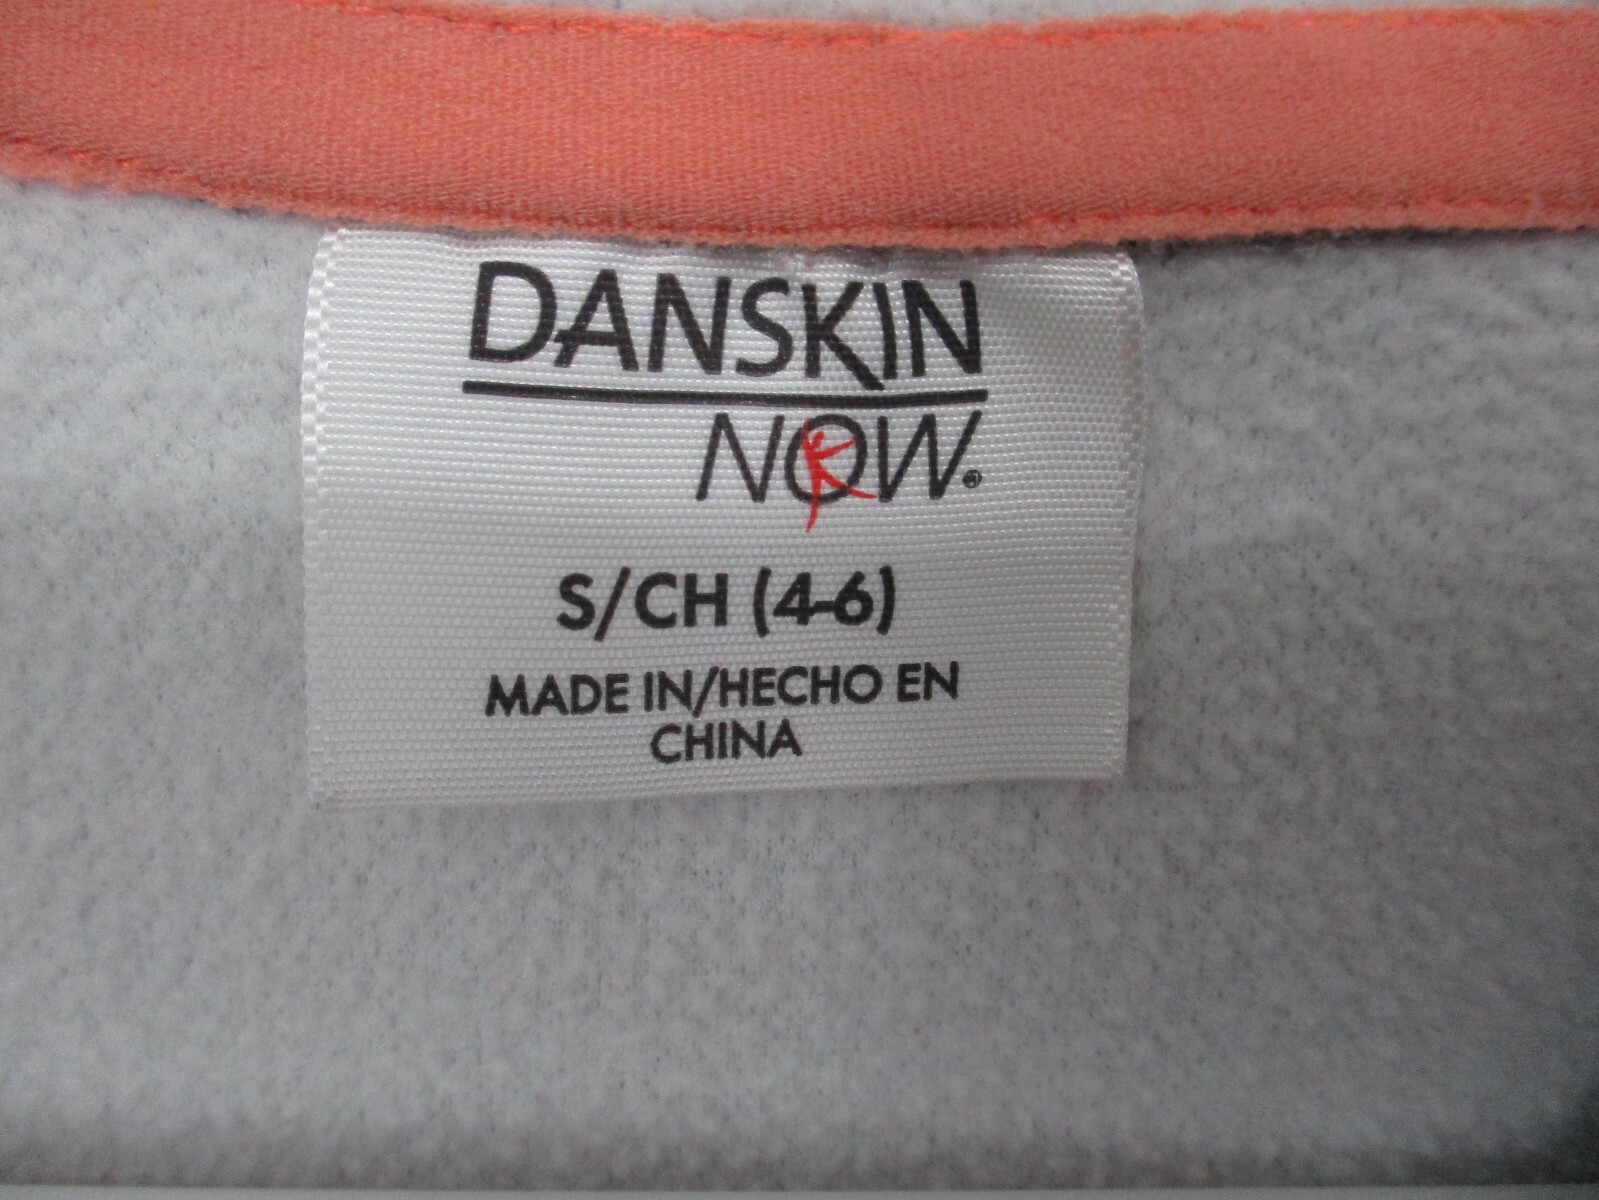 DANSKIN
NOW®
S/CH (4-6)
MADE IN/HECHO EN
CHINA